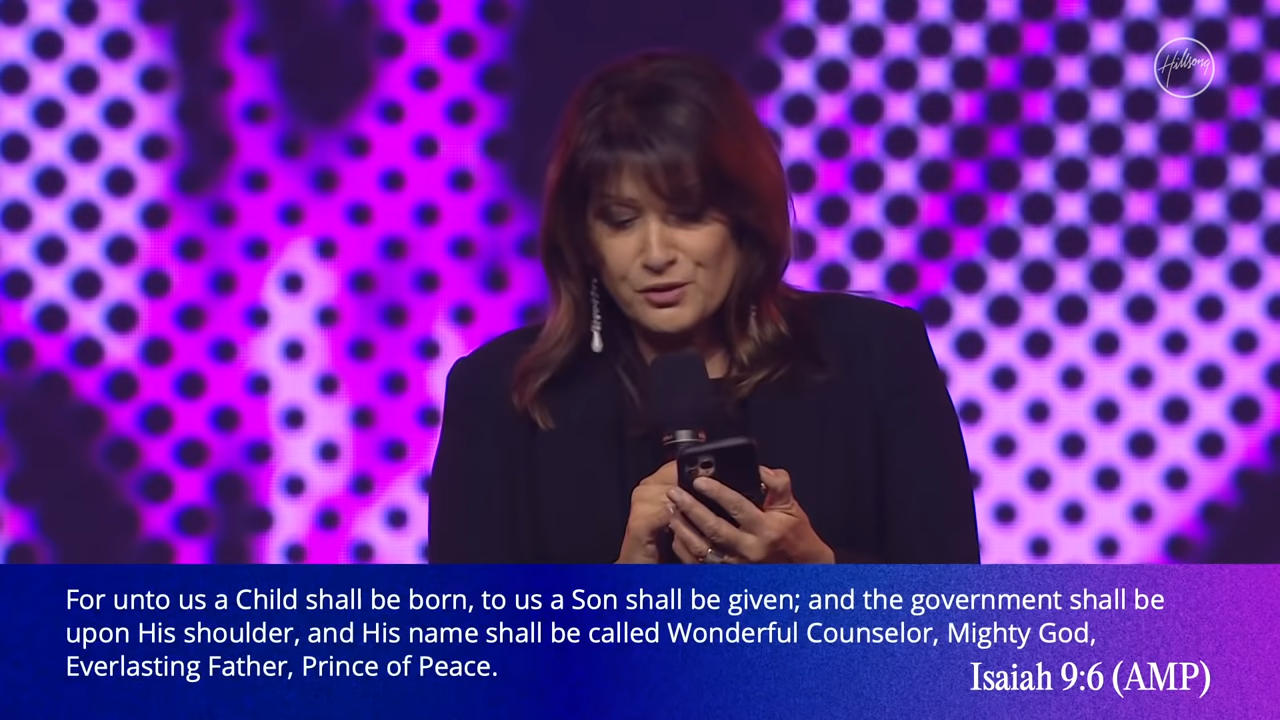 Hillsong
For unto us a Child shall be born, to us a Son shall be given; and the government shall be
upon His shoulder, and His name shall be called Wonderful Counselor, Mighty God,
Everlasting Father, Prince of Peace.
Isaiah 9:6 (AMP)